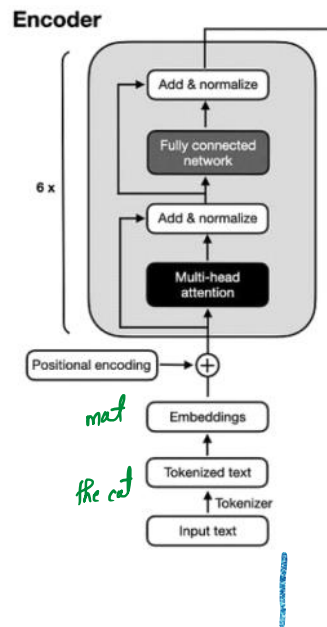 Encoder
Add & normalize
Fully connected
network
6 x
Add & normalize
Multi-head
attention
Positional encoding
+
mat
Embeddings
the cat
Tokenized text
Tokenizer
Input text